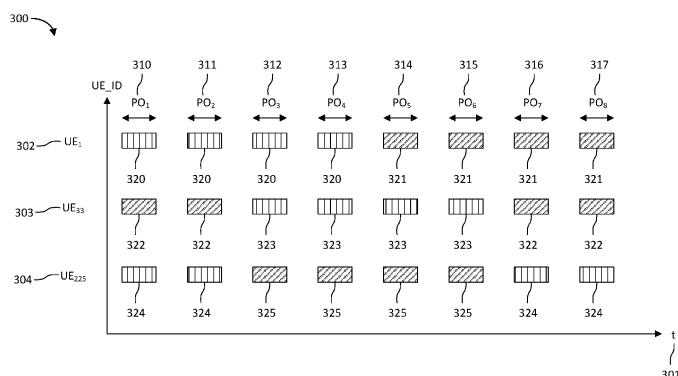 300
310 311 312 313 314 315 316 317
UE_ID
PO1 PO2 PO3 PO4 PO5 PO6 PO7 PO8
302 UE1
320 320 320 320 321 321 321 321
303 UE33
322 322 323 323 323 323 322 322
304 UE225
324 324 325 325 325 325 324 324
t
301